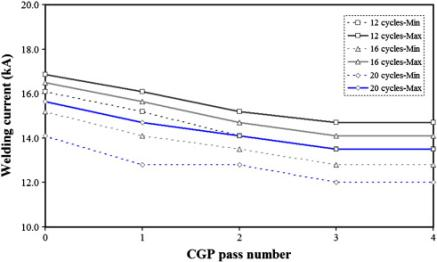 20.0
18.0
16.0
14.0
12.0
10.0
Welding current (kA)
0
1
2
3
4
CGP pass number
12 cycles-Min
12 cycles-Max
16 cycles-Min
16 cycles-Max
20 cycles-Min
20 cycles-Max